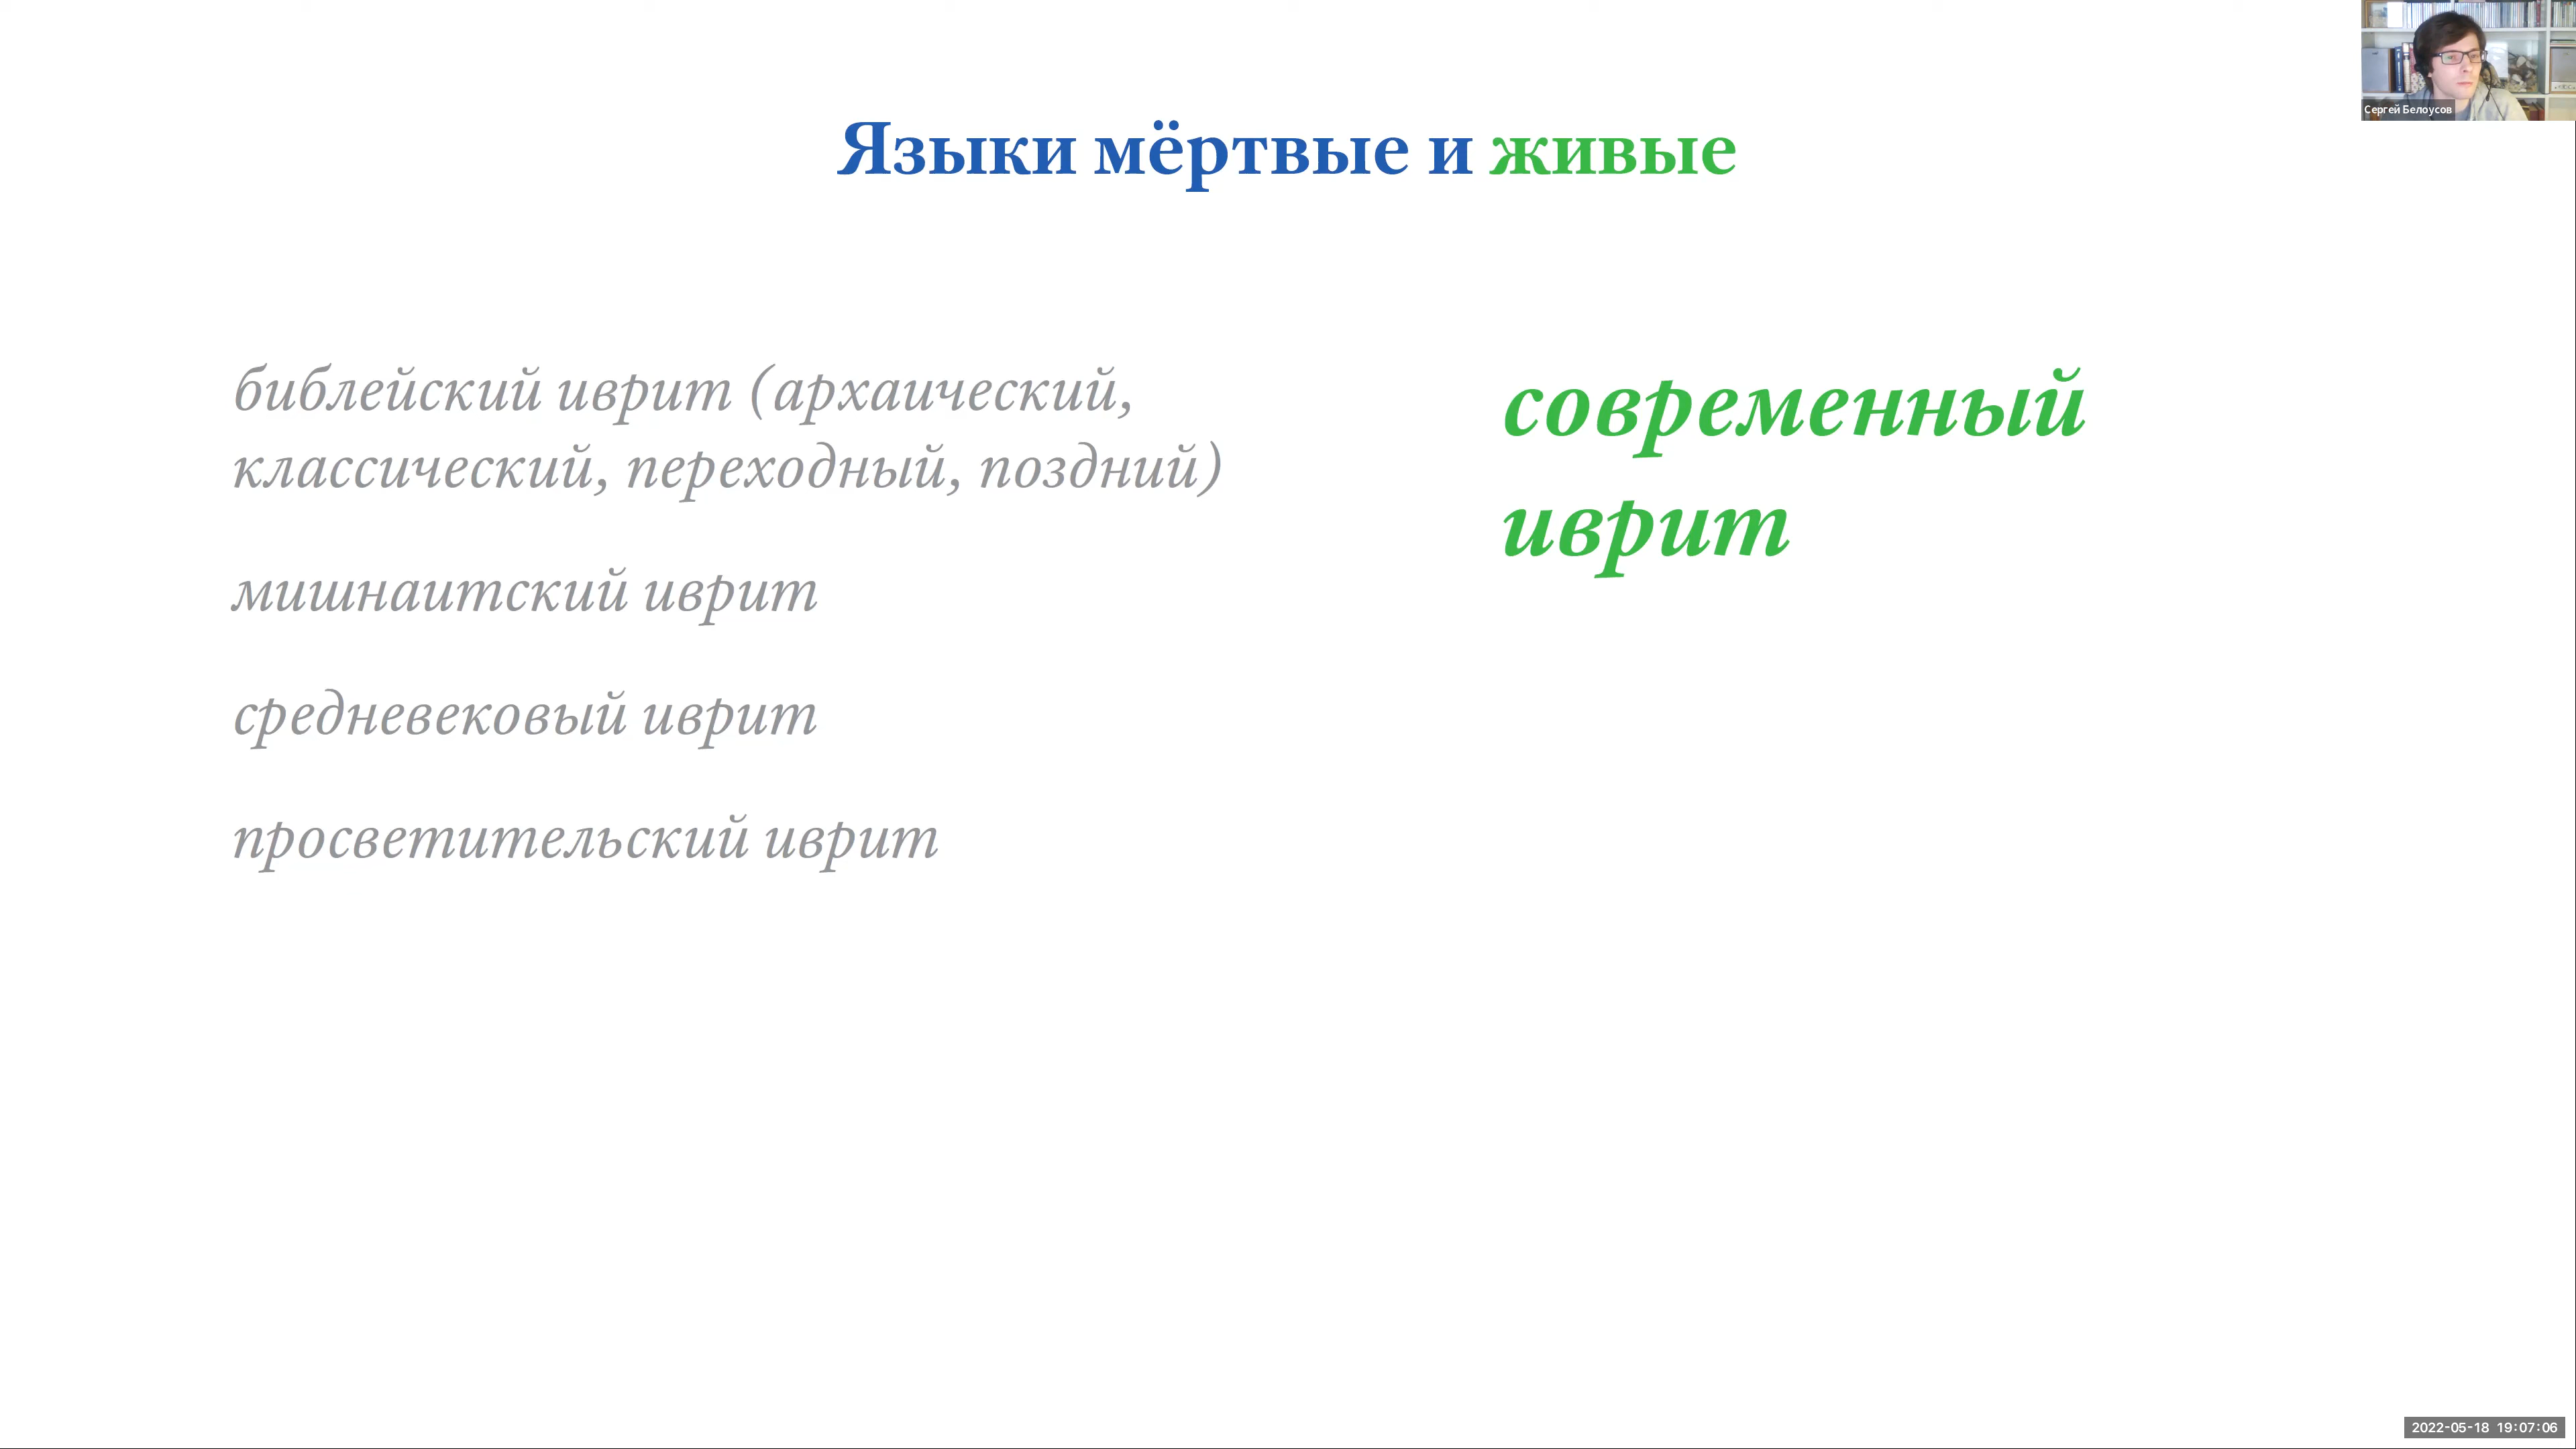 Языки мёртвые и живые
библейский иврит (архаический,
классический, переходный, поздний)
мишнаитский иврит
средневековый иврит
просветительский иврит
современный
иврит
Сергей Белоусов
2022-05-18 19:07:06